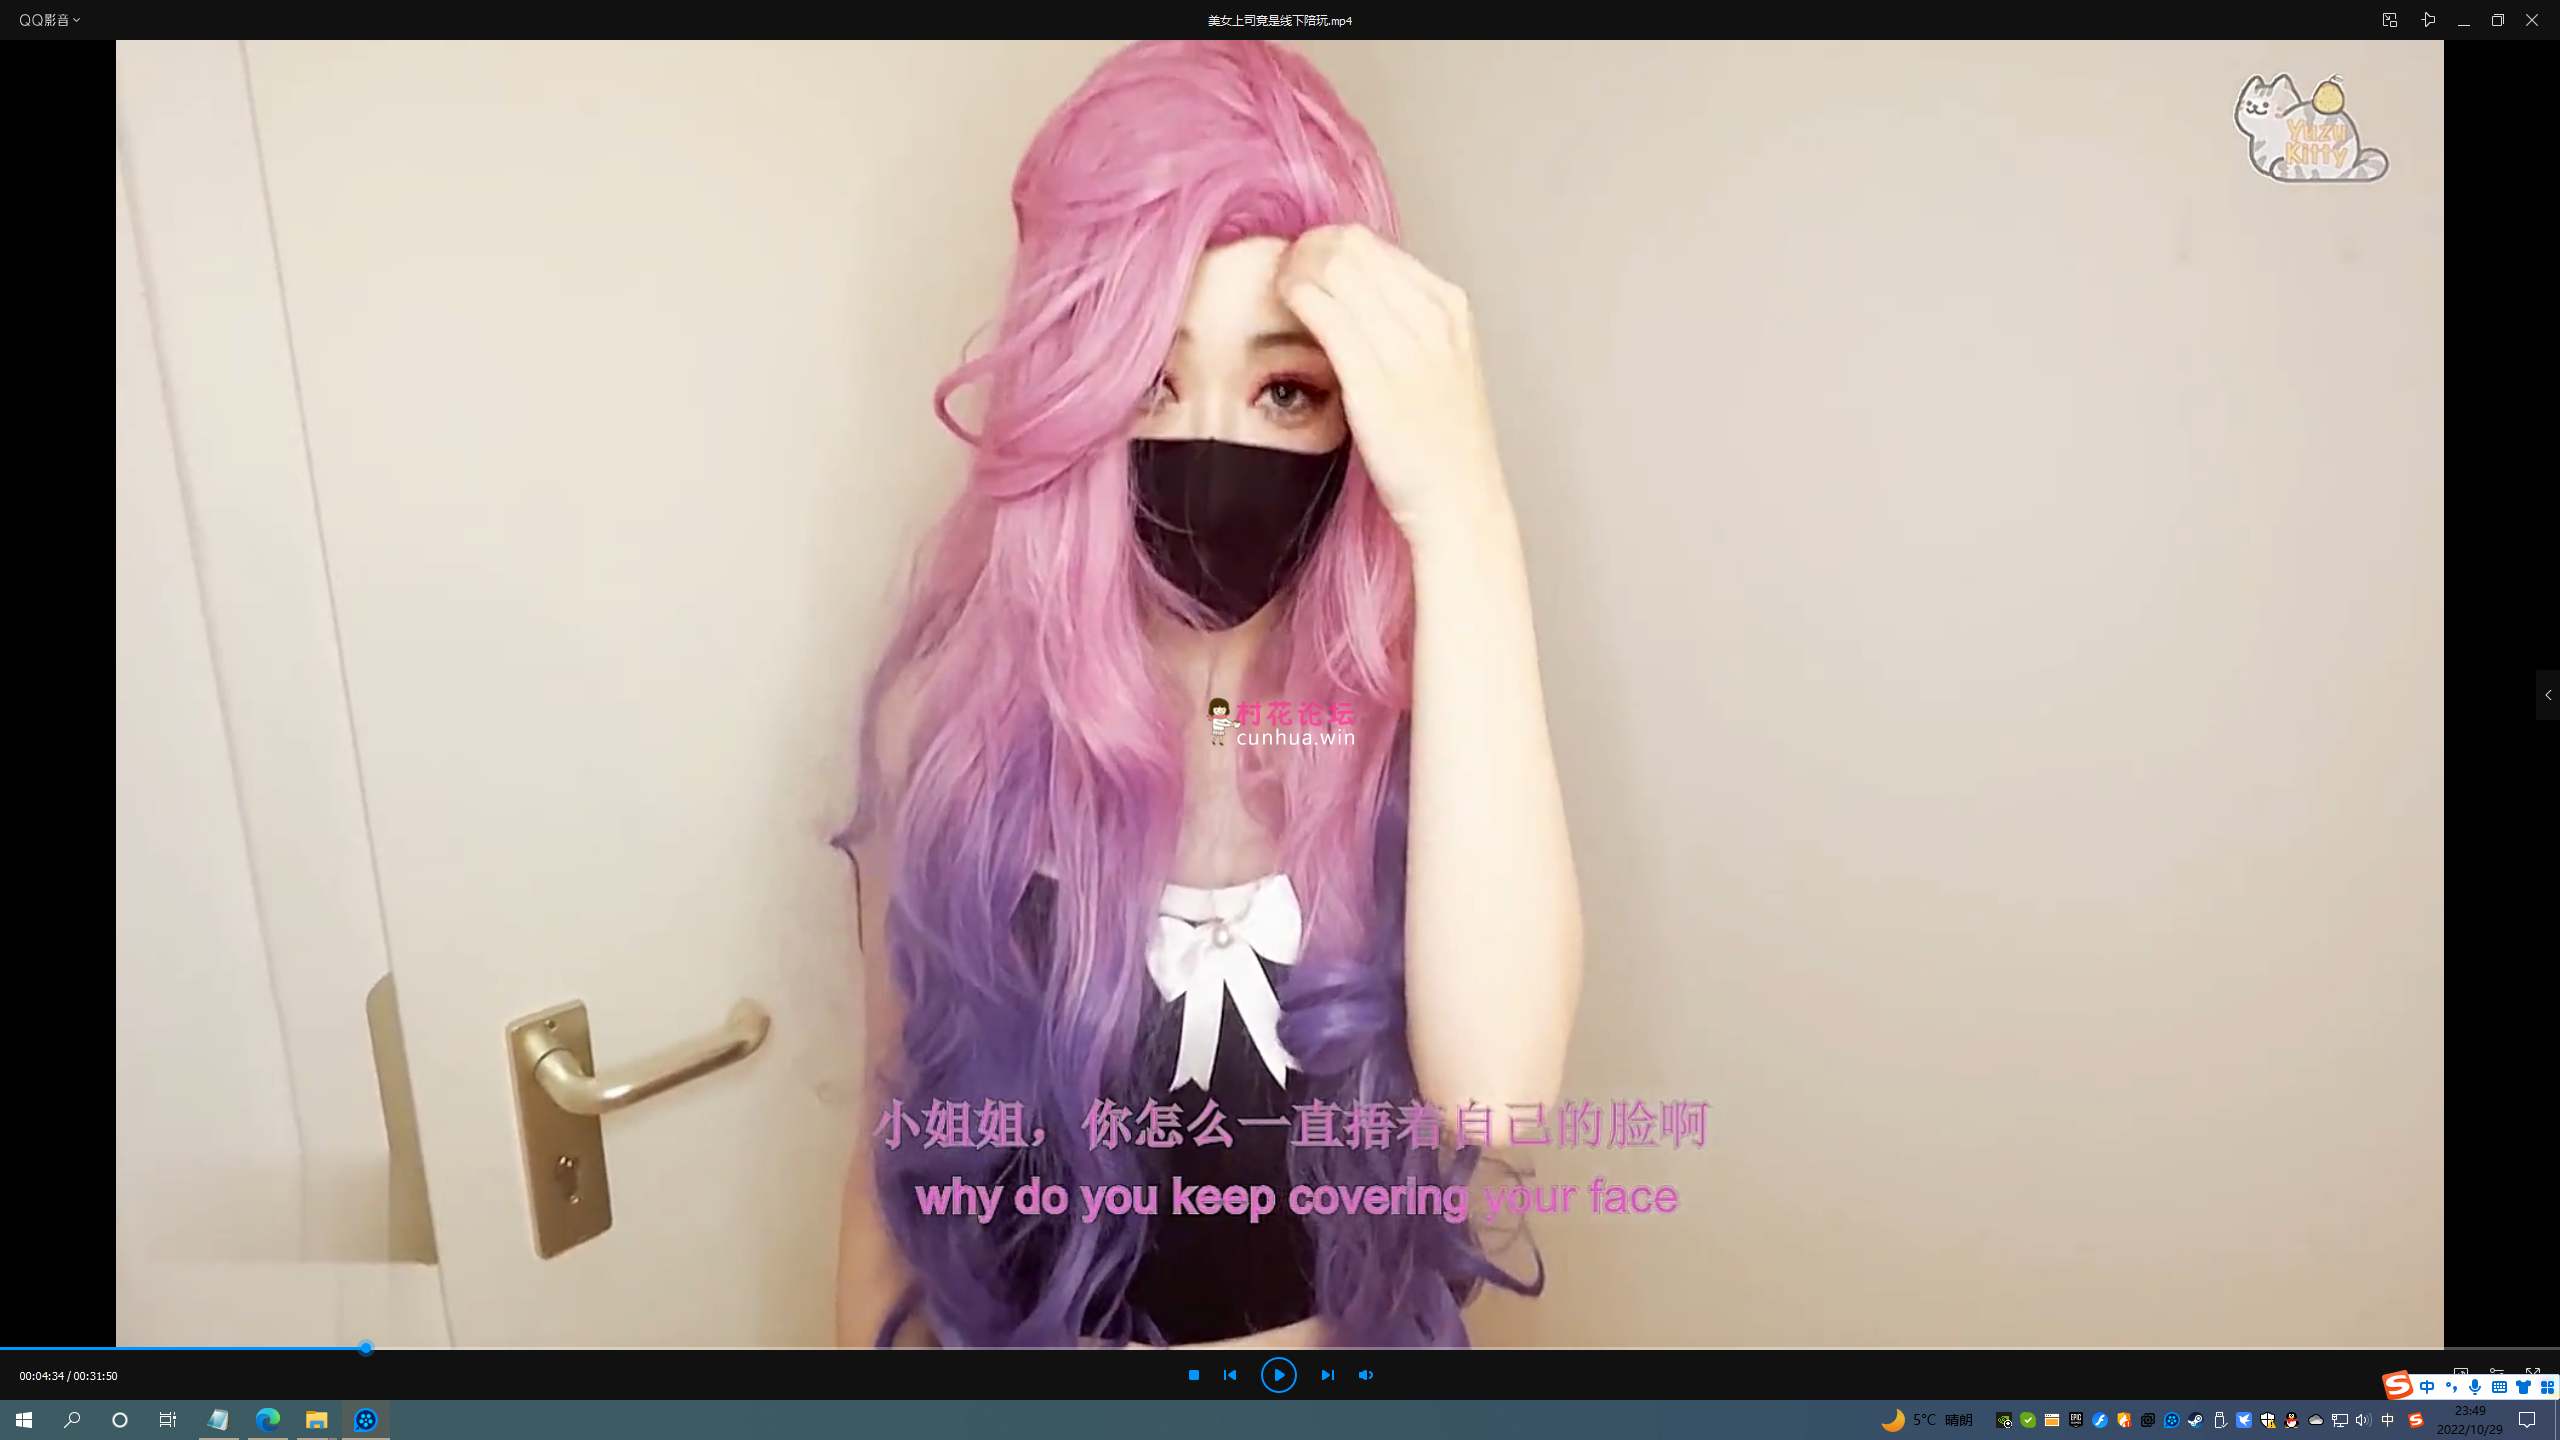 QQ影音
美女上司竟是线下陪玩.mp4
Yuzu
Kitty
村花论坛
cunhua.win
小姐姐，你怎么一直捂着自己的脸啊
why do you keep covering your face
00:04:34 / 00:31:50
中
5°C 晴朗
中
23:49
2022/10/29